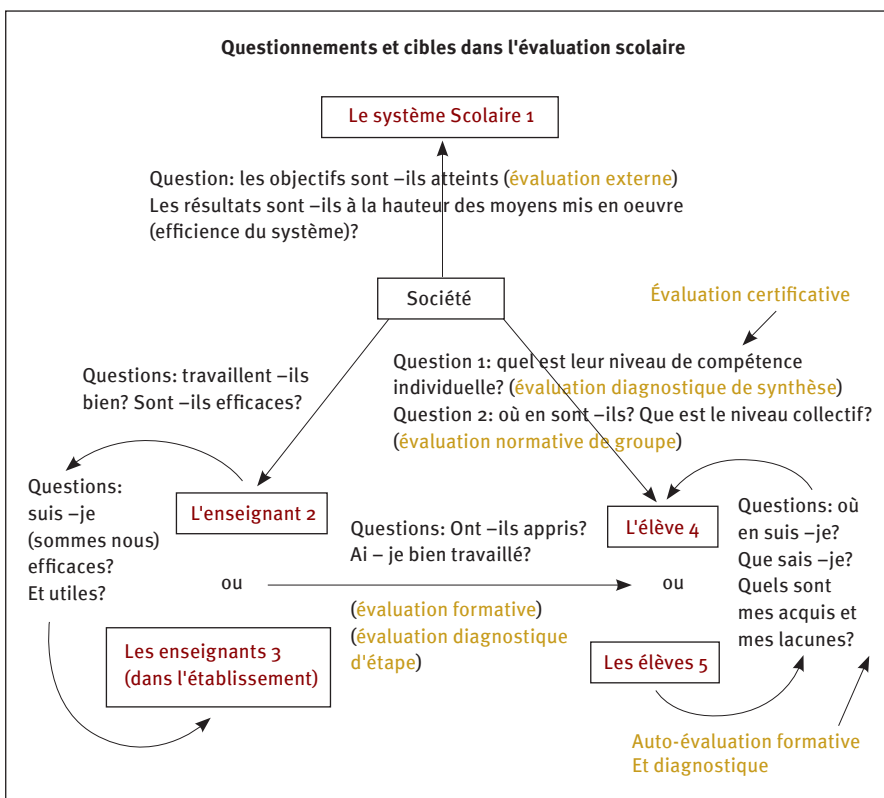 Questionnements et cibles dans l'évaluation scolaire
Le système Scolaire 1
Question: les objectifs sont –ils atteints (évaluation externe)
Les résultats sont –ils à la hauteur des moyens mis en oeuvre
(efficience du système)?
Société
Évaluation certificative
Questions: travaillent –ils
bien? Sont –ils efficaces?
Question 1: quel est leur niveau de compétence
individuelle? (évaluation diagnostique de synthèse)
Question 2: où en sont –ils? Que est le niveau collectif?
(évaluation normative de groupe)
Questions:
suis –je
(sommes nous)
efficaces?
Et utiles?
L'enseignant 2
ou
Les enseignants 3
(dans l'établissement)
Questions: Ont –ils appris?
Ai – je bien travaillé?
(évaluation formative)
(évaluation diagnostique
d'étape)
L'élève 4
ou
Les élèves 5
Questions: où
en suis –je?
Que sais –je?
Quels sont
mes acquis et
mes lacunes?
Auto-évaluation formative
Et diagnostique